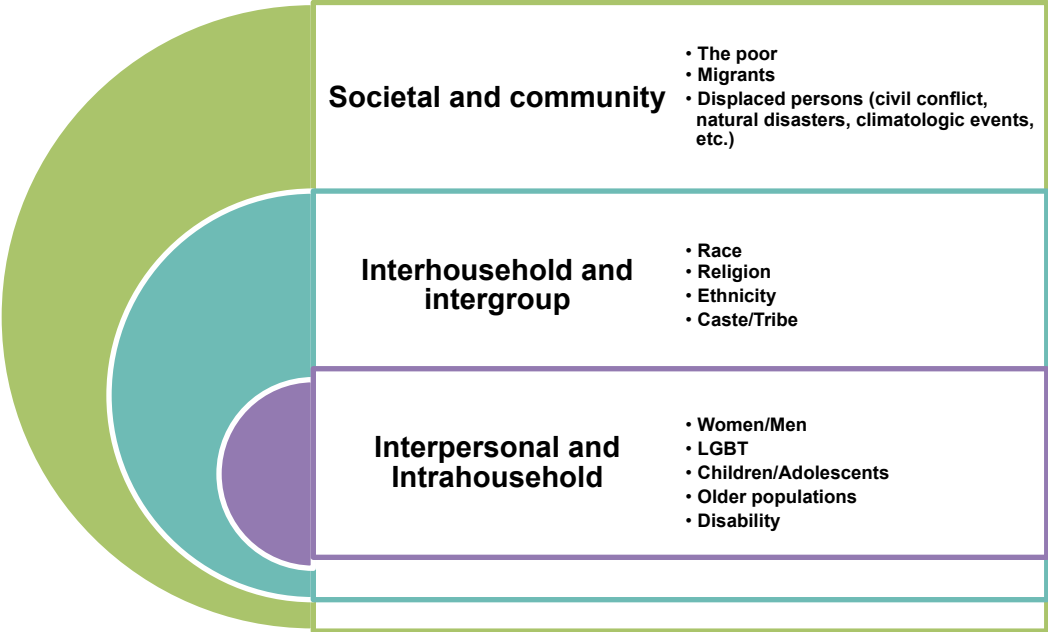 Societal and community
• The poor
• Migrants
• Displaced persons (civil conflict,
natural disasters, climatologic events,
etc.)
Interhousehold and
intergroup
• Race
• Religion
• Ethnicity
• Caste/Tribe
Interpersonal and
Intrahousehold
• Women/Men
• LGBT
• Children/Adolescents
• Older populations
• Disability